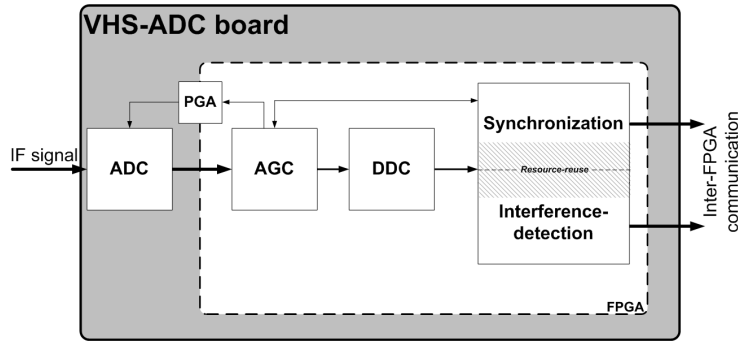 VHS-ADC board
PGA
IF signal
ADC
AGC
DDC
Synchronization
Resource-reuse
Interference-
detection
Inter-FPGA
communication
FPGA